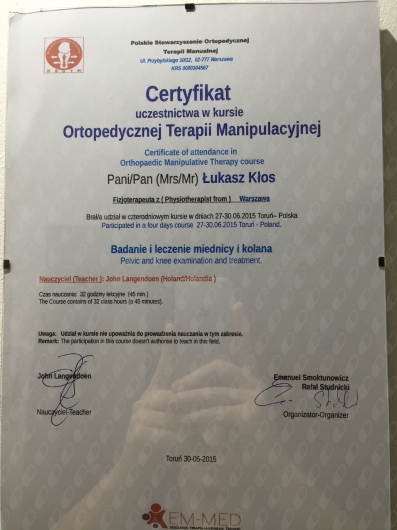 Polskie Stowarzyszenie Ortopedycznej
Terapii Manualnej
KRS 0000304567
Certyfikat
uczestnictwa w kursie
Ortopedycznej Terapii Manipulacyjnej
Certificate of attendance in
Orthopaedic Manipulative Therapy course
Pani/Pan (Mrs/Mr) Łukasz Kłos
Fizjoterapeuta z ( Physiotherapist from ) Warszawa
Brał/a udział w czterodniowym kursie w dniach 27-30.06.2015 Toruń– Polska
Participated in a four days course 27-30.06.2015 Toruń - Poland.
Badanie i leczenie miednicy i kolana
Pelvic and knee examination and treatment.
Nauczyciel (Teacher ): John Langendoen (Holand/Holandia )
Czas nauczania: 32 godziny lekcyjne (45 min.)
The Course contains of 32 class hours (a 45 minutes).
Uwaga: Udział w kursie nie upoważnia do prowadzenia nauczania w tym zakresie.
Remark: The participation in this course doesn't authorise to teach in this field.
John Langendoen
Nauczyciel-Teacher
Emanuel Smoktunowicz
Rafał Studnicki
Organizator-Organizer
Toruń 30-06-2015
EM-MED